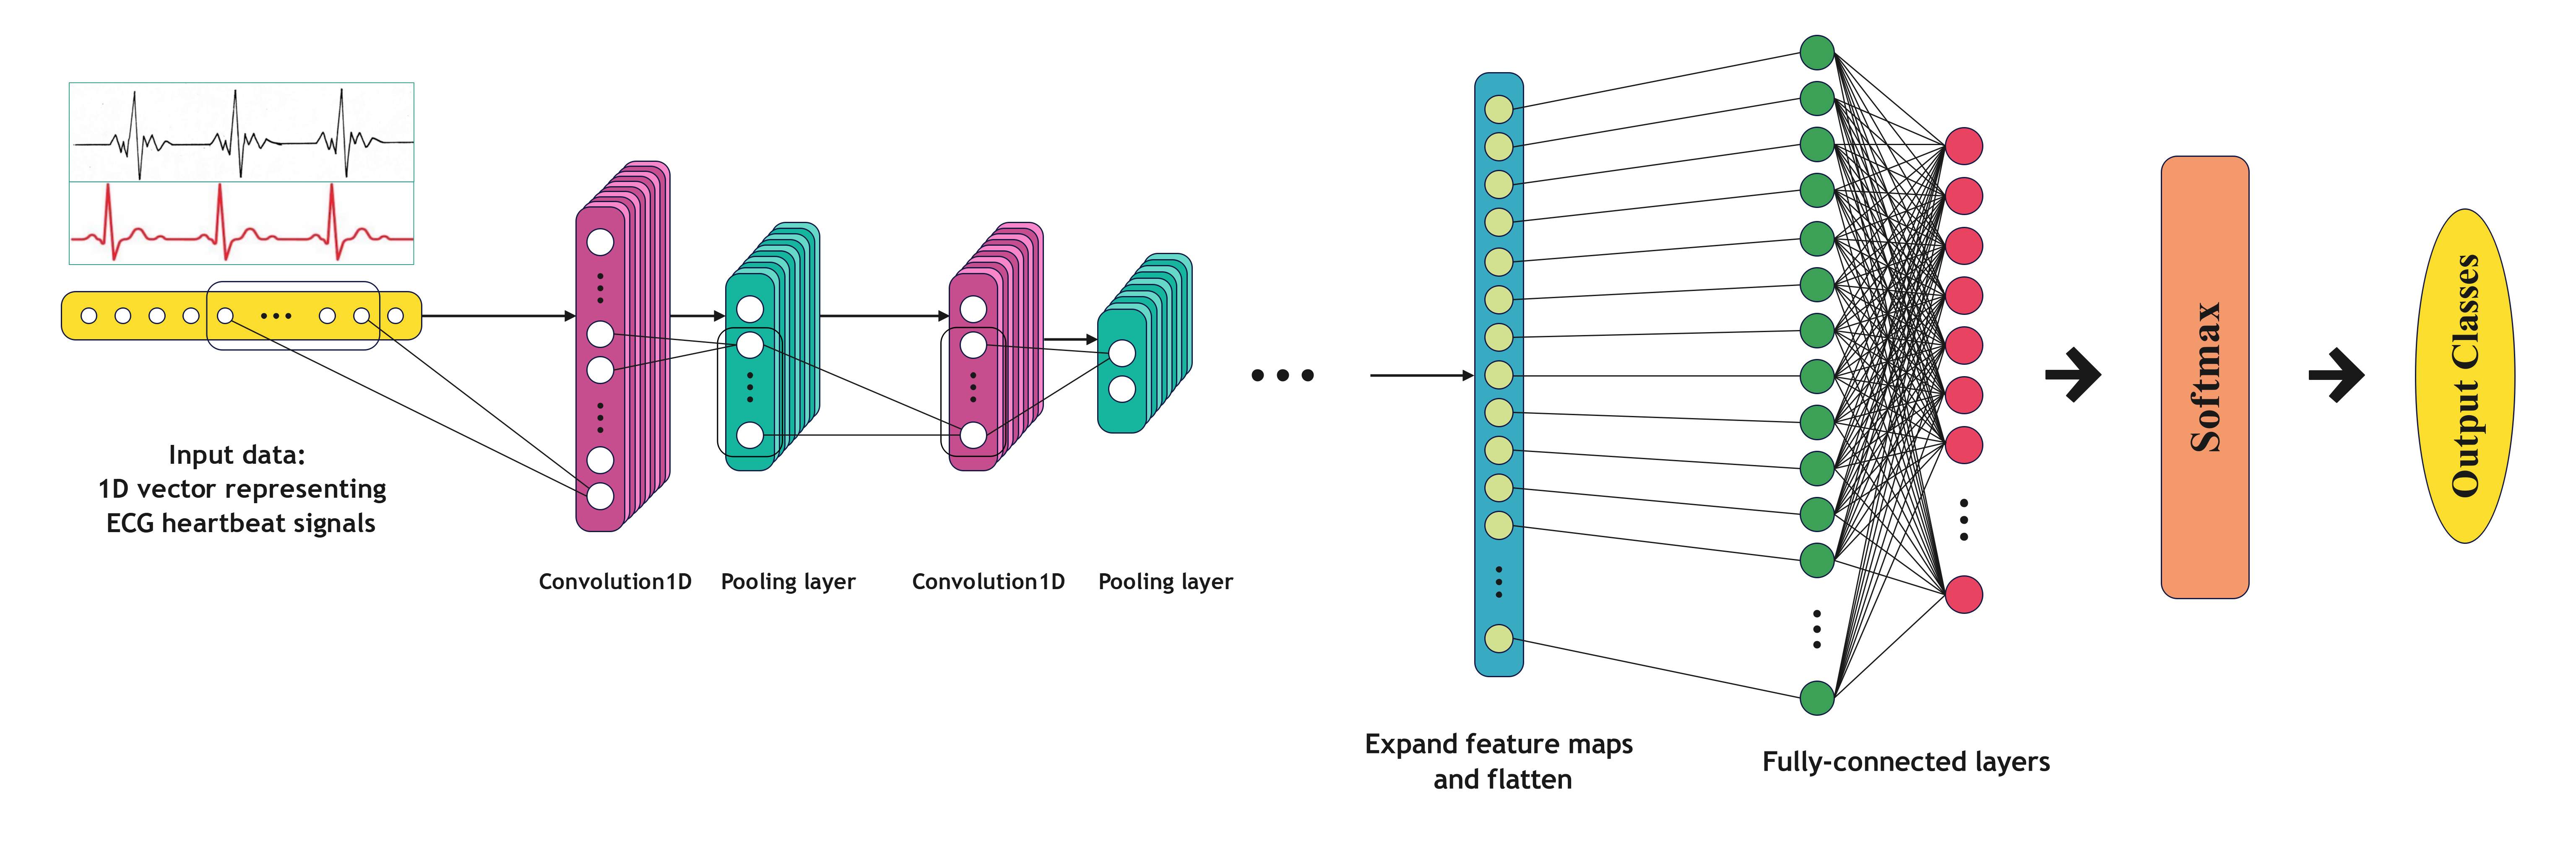 Input data:
1D vector representing
ECG heartbeat signals
Convolution1D
Pooling layer
Convolution1D
Pooling layer
Expand feature maps
and flatten
Fully-connected layers
Softmax
Output Classes